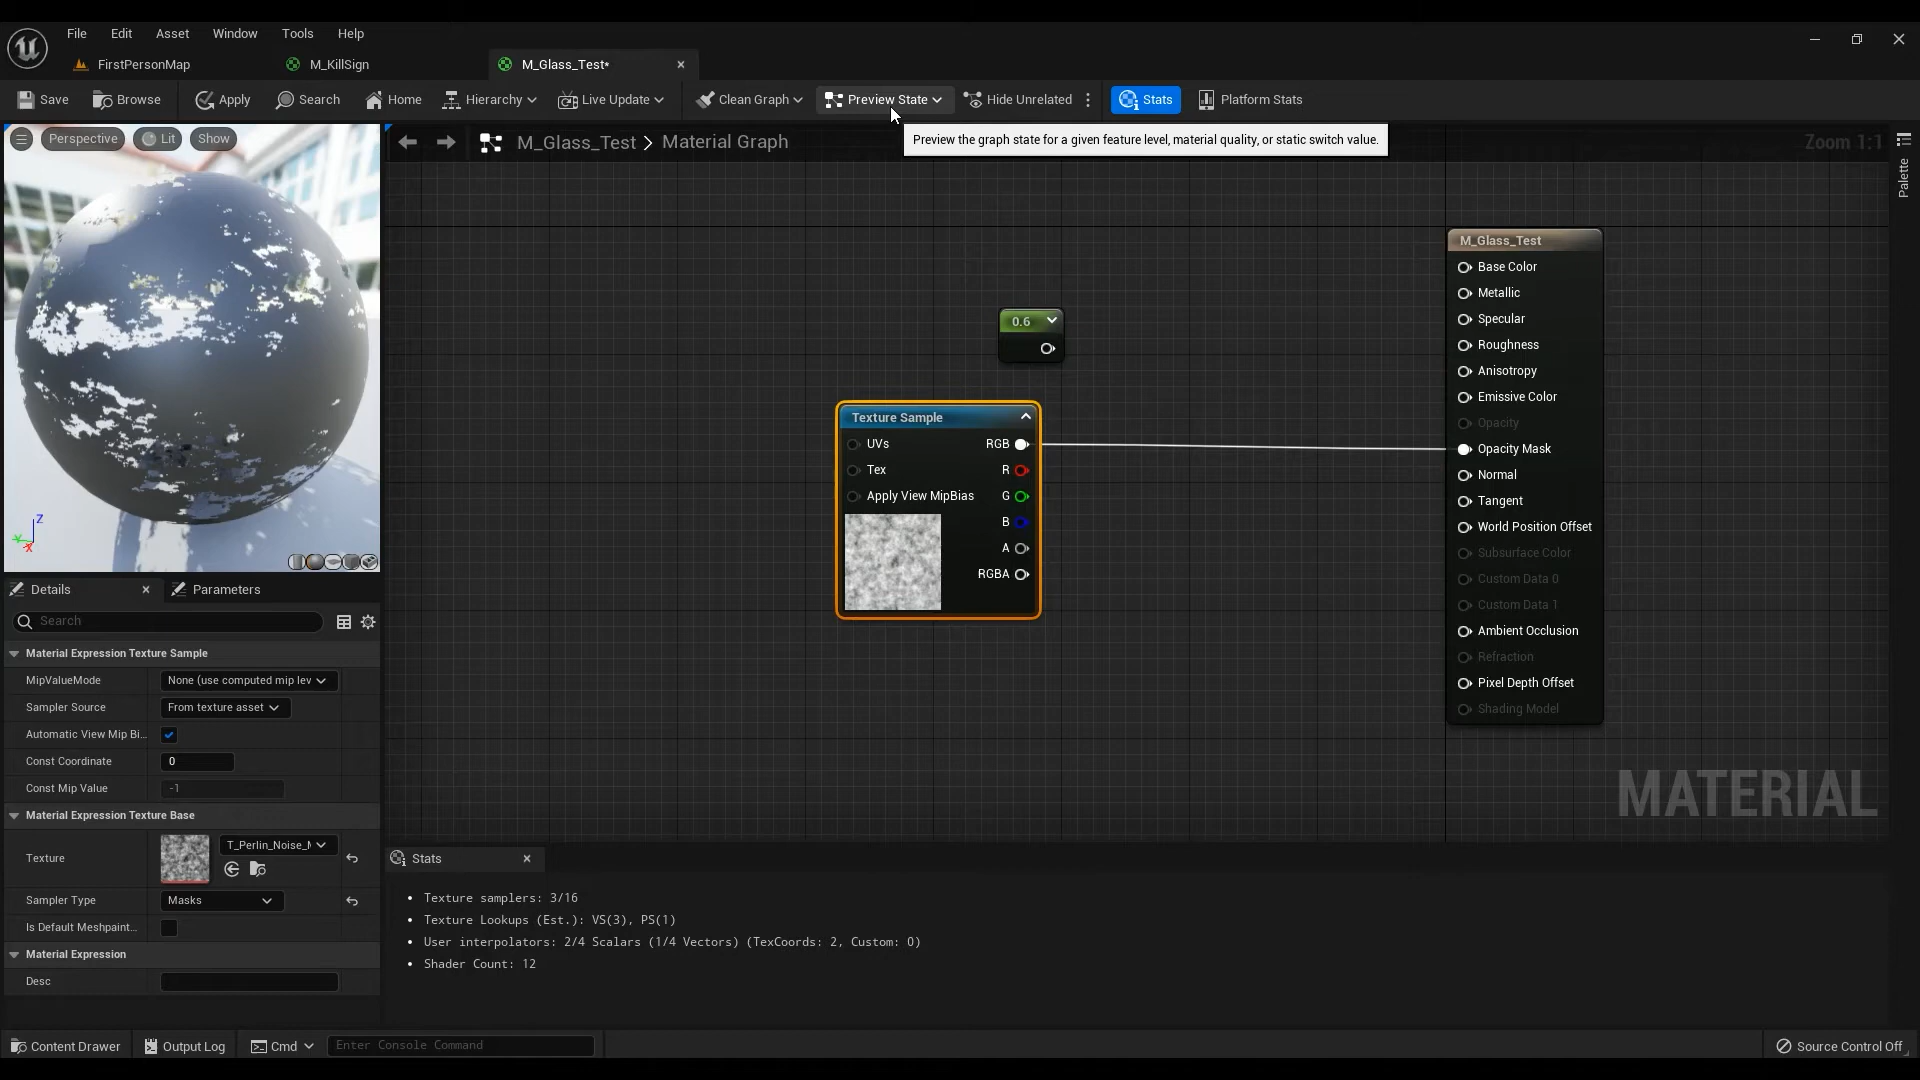 File Edit Asset Window Tools Help
FirstPersonMap M_KillSign M_Glass_Test*
Save Browse Apply Search Home Hierarchy Live Update Clean Graph Preview State Hide Unrelated Stats Platform Stats
Preview the graph state for a given feature level, material quality, or static switch value.
Perspective Lit Show
M_Glass_Test > Material Graph
Zoom 1:1
Palette
0.6
Texture Sample
UVs RGB
Tex R
Apply View MipBias G
B
A
RGBA
M_Glass_Test
Base Color
Metallic
Specular
Roughness
Anisotropy
Emissive Color
Opacity
Opacity Mask
Normal
Tangent
World Position Offset
Subsurface Color
Custom Data 0
Custom Data 1
Ambient Occlusion
Refraction
Pixel Depth Offset
Shading Model
MATERIAL
Z
Y
X
Details Parameters
Search
Material Expression Texture Sample
MipValueMode None (use computed mip lev
Sampler Source From texture asset
Automatic View Mip Bi...
Const Coordinate 0
Const Mip Value -1
Material Expression Texture Base
Texture T_Perlin_Noise_M
Sampler Type Masks
Is Default Meshpaint...
Material Expression
Desc
Stats
Texture samplers: 3/16
Texture Lookups (Est.): VS(3), PS(1)
User interpolators: 2/4 Scalars (1/4 Vectors) (TexCoords: 2, Custom: 0)
Shader Count: 12
Content Drawer Output Log Cmd Enter Console Command Source Control Off